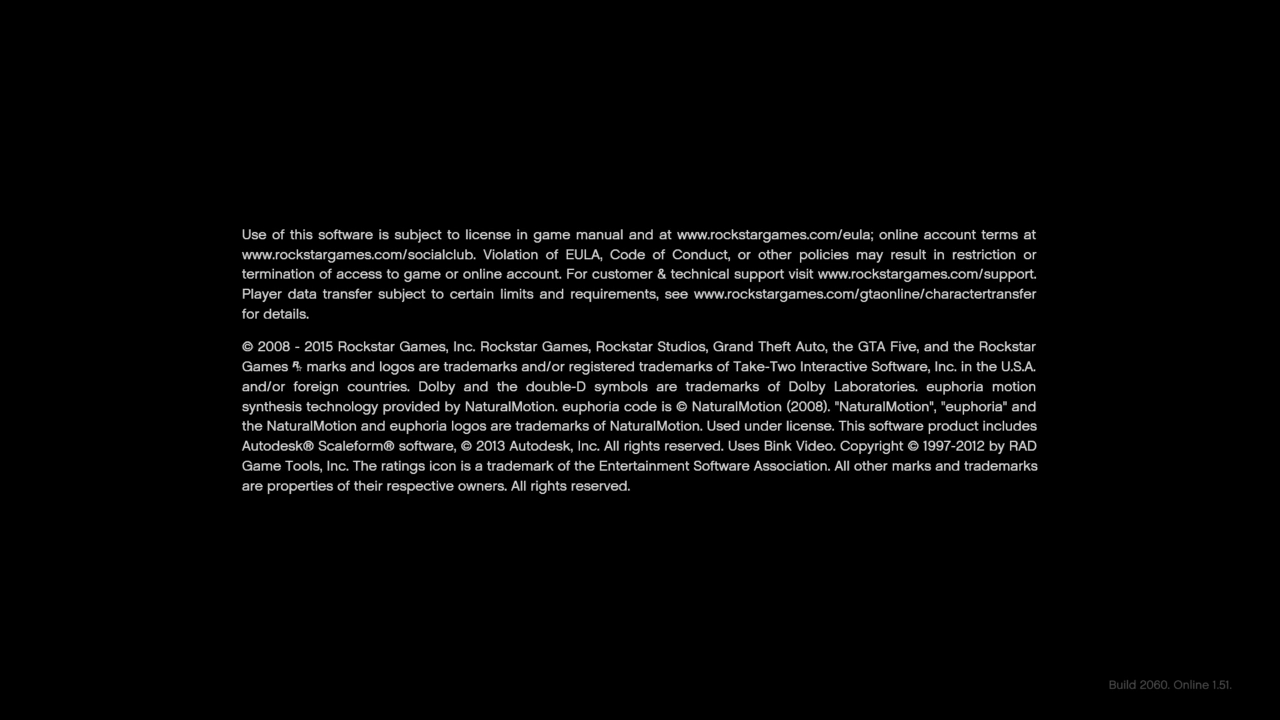 Use of this software is subject to license in game manual and at www.rockstargames.com/eula; online account terms at
www.rockstargames.com/socialclub. Violation of EULA, Code of Conduct, or other policies may result in restriction or
termination of access to game or online account. For customer & technical support visit www.rockstargames.com/support.
Player data transfer subject to certain limits and requirements, see www.rockstargames.com/gtaonline/charactertransfer
for details.
© 2008 - 2015 Rockstar Games, Inc. Rockstar Games, Rockstar Studios, Grand Theft Auto, the GTA Five, and the Rockstar
Games R* marks and logos are trademarks and/or registered trademarks of Take-Two Interactive Software, Inc. in the U.S.A.
and/or foreign countries. Dolby and the double-D symbols are trademarks of Dolby Laboratories. euphoria motion
synthesis technology provided by NaturalMotion. euphoria code is © NaturalMotion (2008). "NaturalMotion", "euphoria" and
the NaturalMotion and euphoria logos are trademarks of NaturalMotion. Used under license. This software product includes
Autodesk® Scaleform® software, © 2013 Autodesk, Inc. All rights reserved. Uses Bink Video. Copyright © 1997-2012 by RAD
Game Tools, Inc. The ratings icon is a trademark of the Entertainment Software Association. All other marks and trademarks
are properties of their respective owners. All rights reserved.
Build 2060. Online 1.51.